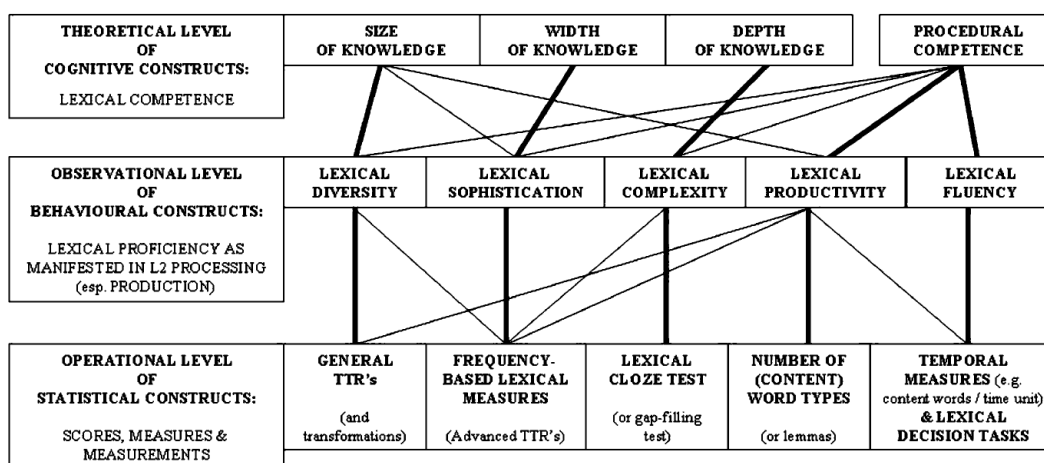 THEORETICAL LEVEL
OF
COGNITIVE CONSTRUCTS:
LEXICAL COMPETENCE
SIZE
OF KNOWLEDGE
WIDTH
OF KNOWLEDGE
DEPTH
OF KNOWLEDGE
PROCEDURAL
COMPETENCE
OBSERVATIONAL LEVEL
OF
BEHAVIOURAL CONSTRUCTS:
LEXICAL PROFICIENCY AS
MANIFESTED IN L2 PROCESSING
(esp. PRODUCTION)
LEXICAL
DIVERSITY
LEXICAL
SOPHISTICATION
LEXICAL
COMPLEXITY
LEXICAL
PRODUCTIVITY
LEXICAL
FLUENCY
OPERATIONAL LEVEL
OF
STATISTICAL CONSTRUCTS:
SCORES, MEASURES &
MEASUREMENTS
GENERAL
TTR's
(and
transformations)
FREQUENCY-
BASED LEXICAL
MEASURES
(Advanced TTR's)
LEXICAL
CLOZE TEST
(or gap-filling
test)
NUMBER OF
(CONTENT)
WORD TYPES
(or lemmas)
TEMPORAL
MEASURES (e.g.
content words / time unit)
& LEXICAL
DECISION TASKS